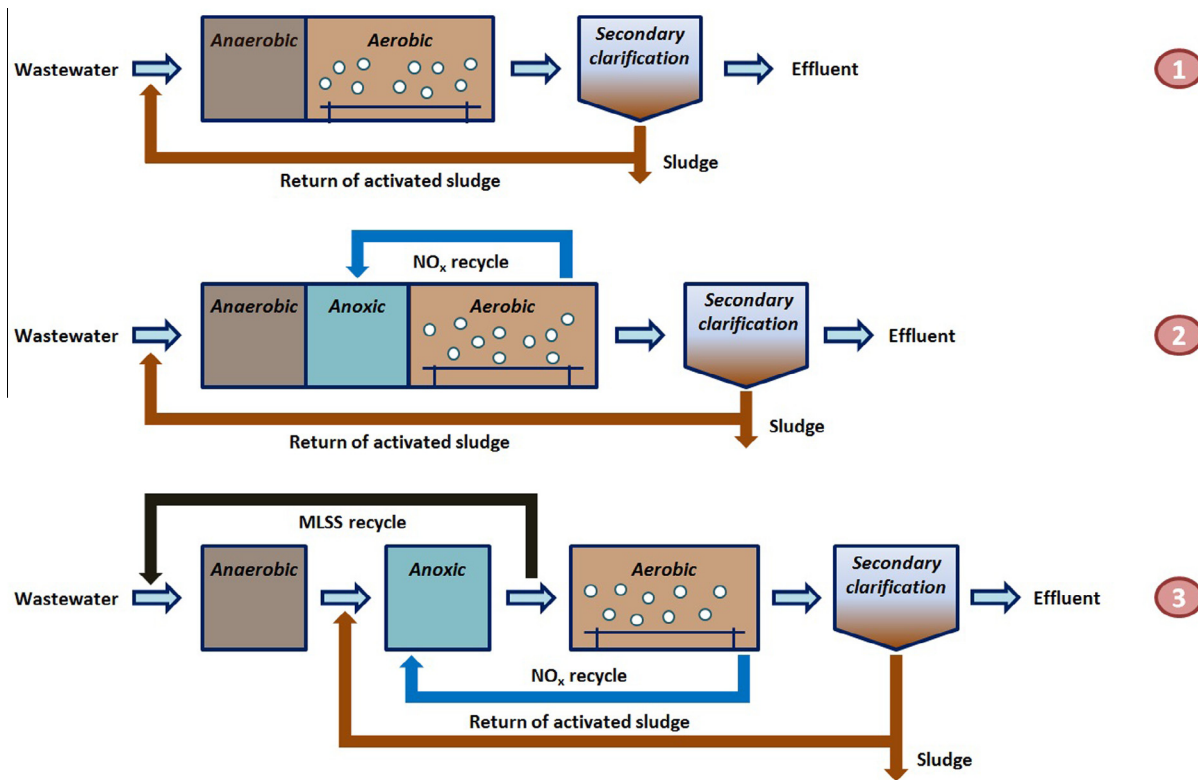 Anaerobic
Aerobic
Secondary
clarification
Wastewater
Effluent
1
Sludge
Return of activated sludge
NOx recycle
Anaerobic
Anoxic
Aerobic
Secondary
clarification
Wastewater
Effluent
2
Sludge
Return of activated sludge
MLSS recycle
Anaerobic
Anoxic
Aerobic
Secondary
clarification
Wastewater
Effluent
3
NOx recycle
Return of activated sludge
Sludge